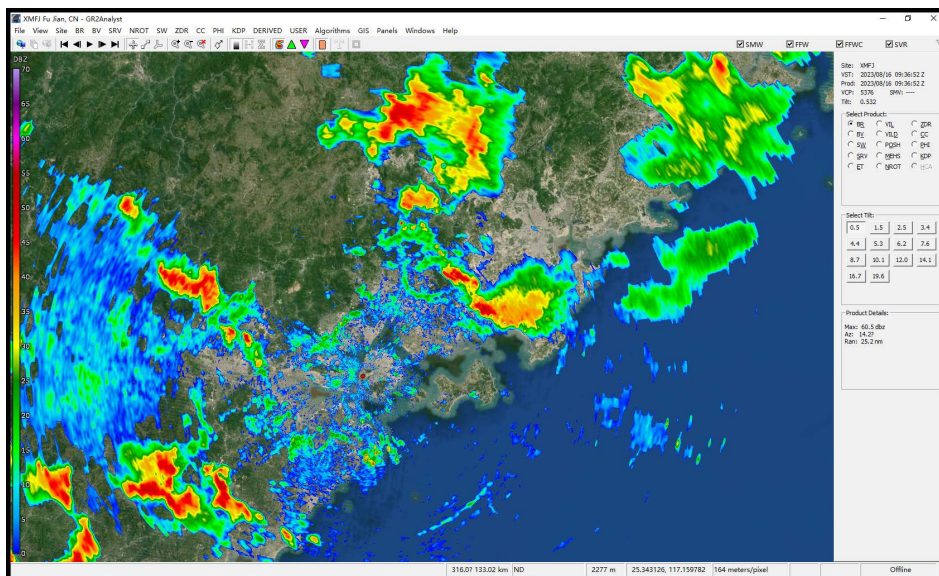 XMFJ Fu Jian, CN - GR2Analyst
File View Site BR BV SRV NROT SW ZDR CC PHI KDP DERIVED USER Algorithms GIS Panels Windows Help
SMW FFW FFWC SVR
DBZ
70
65
60
55
50
45
40
35
30
25
20
15
10
5
0
Site: XMFJ
VST: 2023/08/16 09:36:52 Z
Prod: 2023/08/16 09:36:52 Z
VCP: 5376 SMV: ----
Tilt: 0.532
Select Product:
BR VIL ZDR
BV VILD CC
SW POSH PHI
SRV MEHS KDP
ET NROT HCA
Select Tilt:
0.5 1.5 2.5 3.4
4.4 5.3 6.2 7.6
8.7 10.1 12.0 14.1
16.7 19.6
Product Details:
Max: 60.5 dbz
Az: 14.2?
Ran: 25.2 nm
316.0? 133.02 km ND 2277 m 25.343126, 117.159782 164 meters/pixel Offline